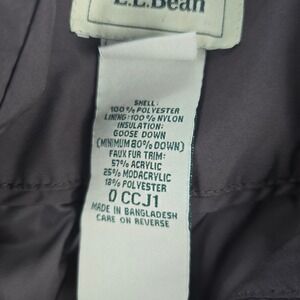 L.L.Bean
SHELL:
100% POLYESTER
LINING: 100% NYLON
INSULATION:
GOOSE DOWN
(MINIMUM 80% DOWN)
FAUX FUR TRIM:
57% ACRYLIC
25% MODACRYLIC
18% POLYESTER
0 CCJ1
MADE IN BANGLADESH
CARE ON REVERSE